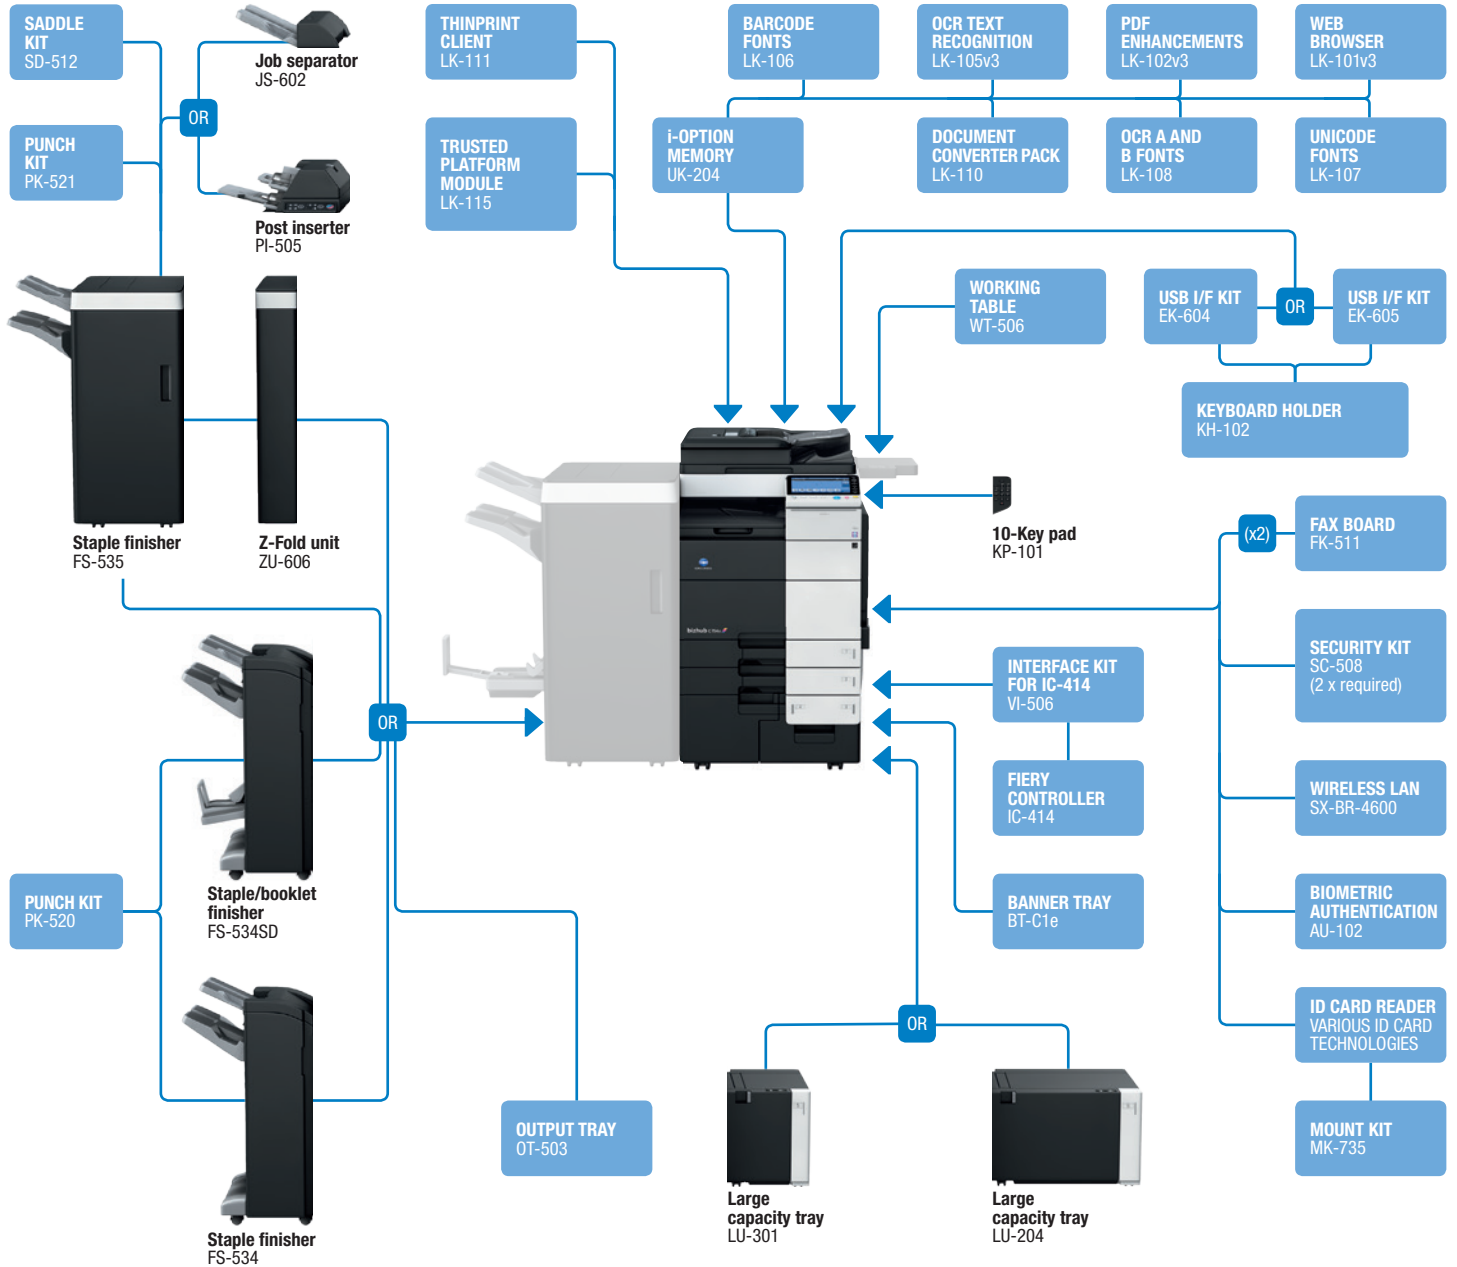 SADDLE
KIT
SD-512
Job separator
JS-602
OR
PUNCH
KIT
PK-521
Post inserter
PI-505
THINPRINT
CLIENT
LK-111
TRUSTED
PLATFORM
MODULE
LK-115
BARCODE
FONTS
LK-106
OCR TEXT
RECOGNITION
LK-105v3
PDF
ENHANCEMENTS
LK-102v3
WEB
BROWSER
LK-101v3
i-OPTION
MEMORY
UK-204
DOCUMENT
CONVERTER PACK
LK-110
OCR A AND
B FONTS
LK-108
UNICODE
FONTS
LK-107
WORKING
TABLE
WT-506
USB I/F KIT
EK-604
OR
USB I/F KIT
EK-605
KEYBOARD HOLDER
KH-102
Staple finisher
FS-535
Z-Fold unit
ZU-606
10-Key pad
KP-101
(x2)
FAX BOARD
FK-511
bizhub
SECURITY KIT
SC-508
(2 x required)
INTERFACE KIT
FOR IC-414
VI-506
OR
FIERY
CONTROLLER
IC-414
WIRELESS LAN
SX-BR-4600
Staple/booklet
finisher
FS-534SD
PUNCH KIT
PK-520
BANNER TRAY
BT-C1e
BIOMETRIC
AUTHENTICATION
AU-102
OR
ID CARD READER
VARIOUS ID CARD
TECHNOLOGIES
OUTPUT TRAY
OT-503
MOUNT KIT
MK-735
Large
capacity tray
LU-301
Large
capacity tray
LU-204
Staple finisher
FS-534